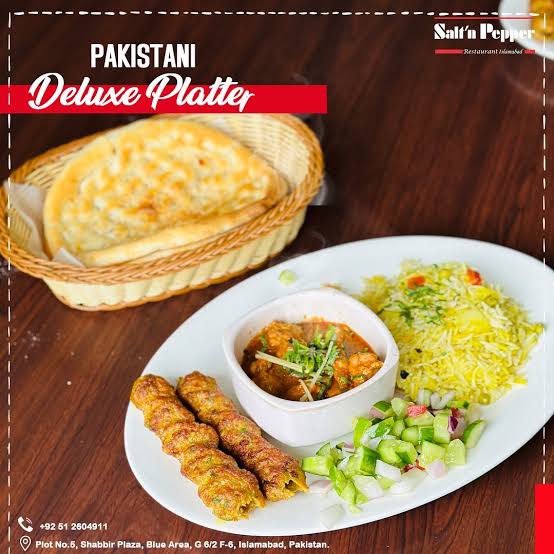 Salt'n Pepper
Restaurant Islamabad
PAKISTANI
Deluxe Platter
+92 51 2604911
Plot No.5, Shabbir Plaza, Blue Area, G 6/2 F-6, Islamabad, Pakistan.